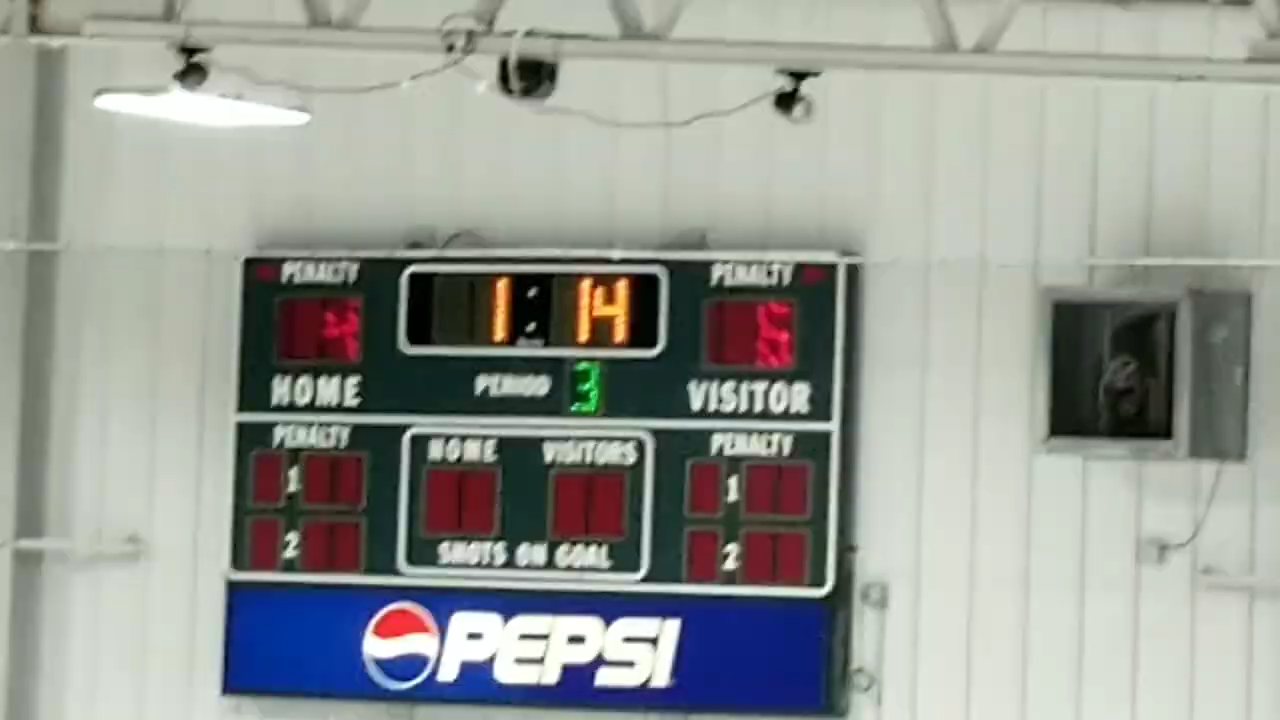 PENALTY 1:14 PENALTY
4
HOME PERIOD 3 VISITOR
PENALTY HOME VISITORS PENALTY
1 1
2 SHOTS ON GOAL 2
PEPSI